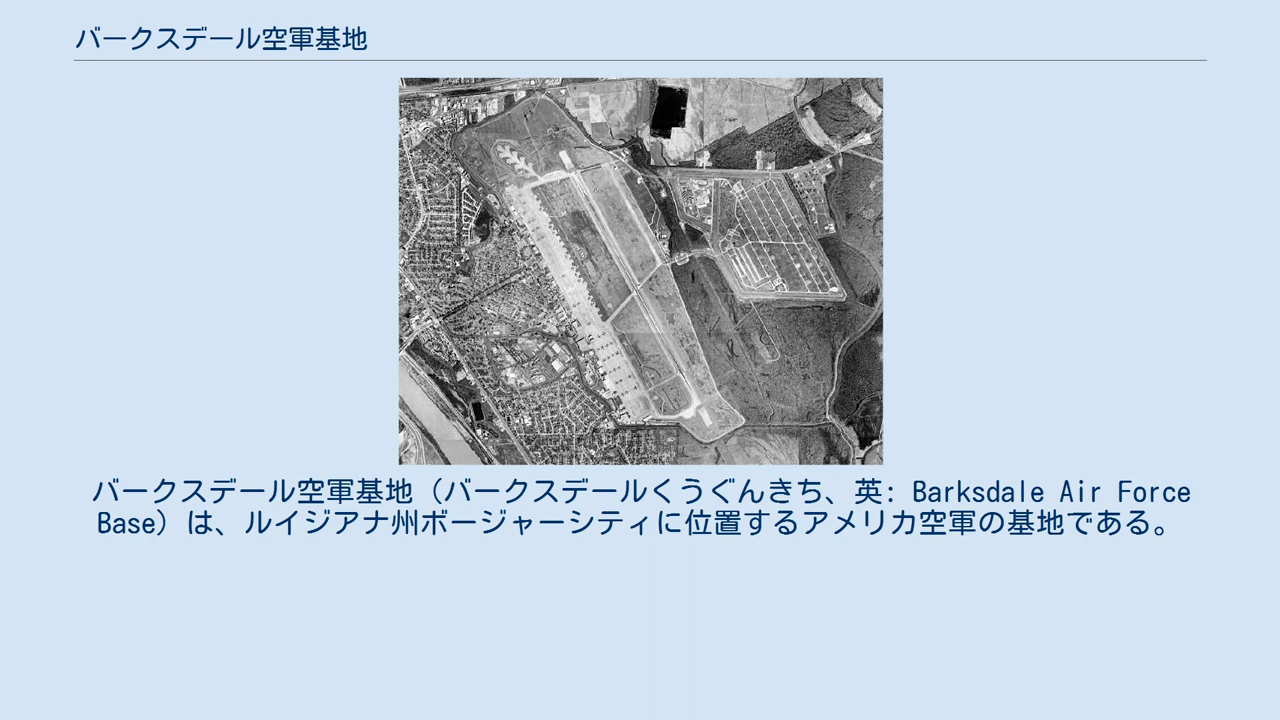 バークスデール空軍基地
バークスデール空軍基地（バークスデールくうぐんきち、英: Barksdale Air Force
Base）は、ルイジアナ州ボージャーシティに位置するアメリカ空軍の基地である。